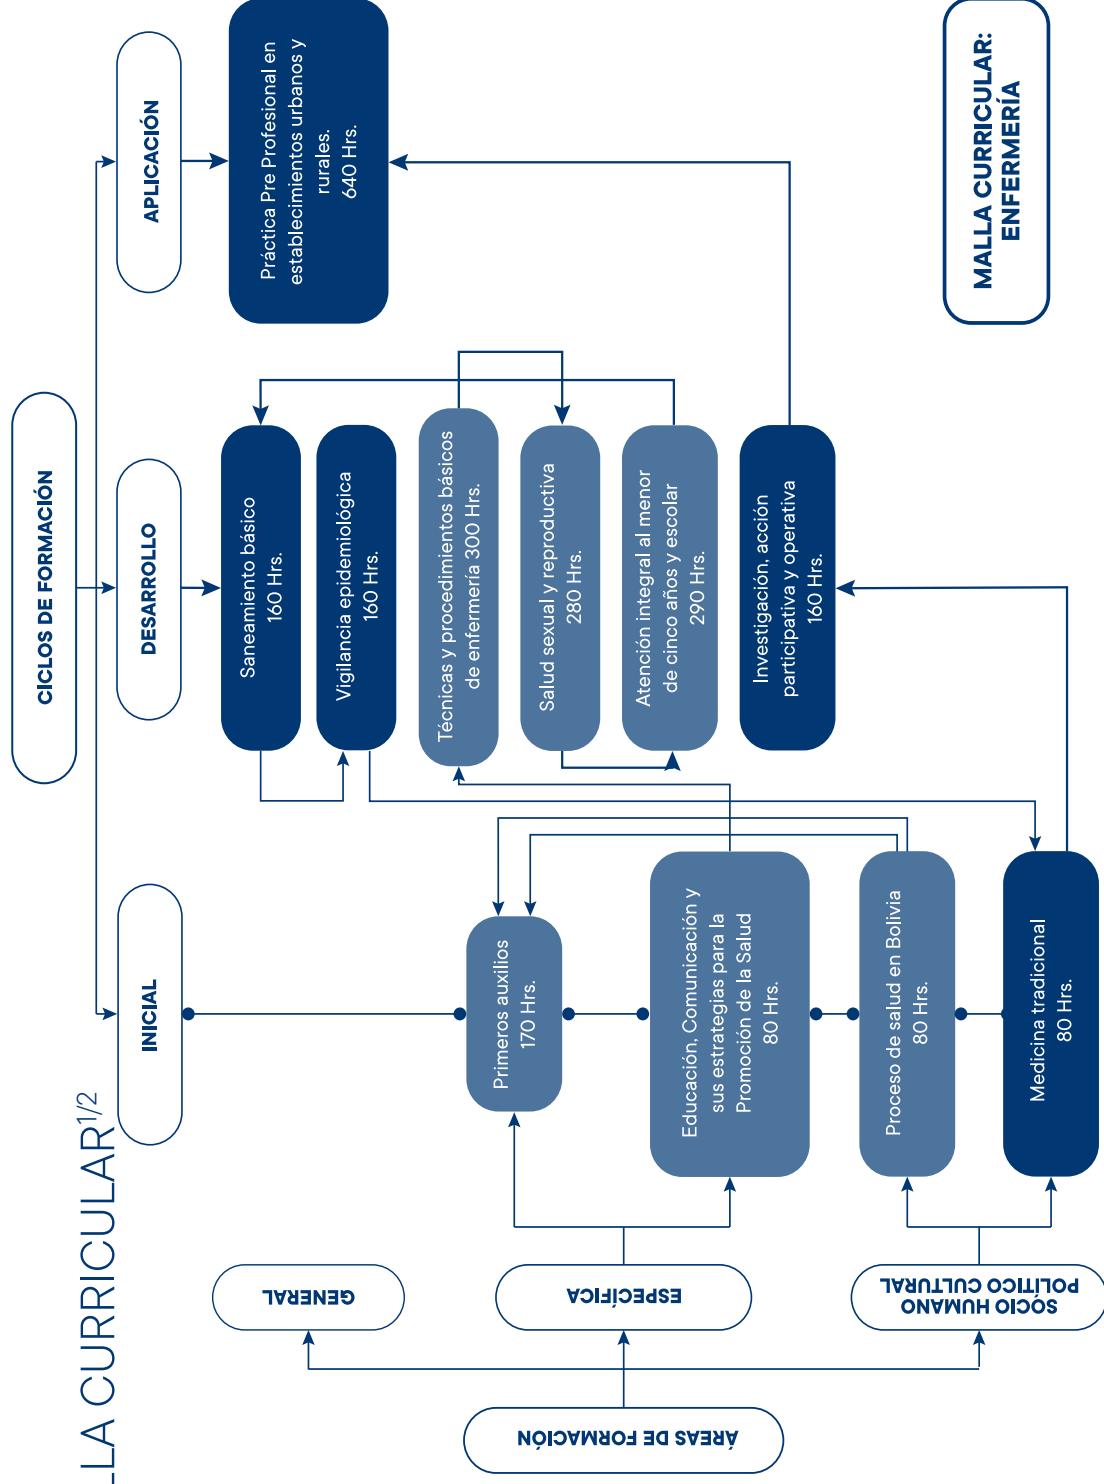 LLA CURRICULAR1/2
CICLOS DE FORMACIÓN
INICIAL
DESARROLLO
APLICACIÓN
ÁREAS DE FORMACIÓN
GENERAL
ESPECÍFICA
SOCIO HUMANO
POLÍTICO CULTURAL
Primeros auxilios
170 Hrs.
Educación, Comunicación y
sus estrategias para la
Promoción de la Salud
80 Hrs.
Proceso de salud en Bolivia
80 Hrs.
Medicina tradicional
80 Hrs.
Saneamiento básico
160 Hrs.
Vigilancia epidemiológica
160 Hrs.
Técnicas y procedimientos básicos
de enfermería 300 Hrs.
Salud sexual y reproductiva
280 Hrs.
Atención integral al menor
de cinco años y escolar
290 Hrs.
Investigación, acción
participativa y operativa
160 Hrs.
Práctica Pre Profesional en
establecimientos urbanos y
rurales.
640 Hrs.
MALLA CURRICULAR:
ENFERMERÍA